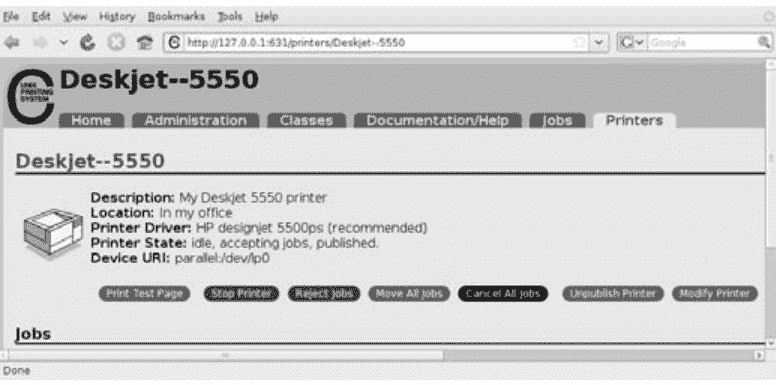 File Edit View History Bookmarks Tools Help
http://127.0.0.1:631/printers/Deskjet--5550 Google
UNIX
PRINTING
SYSTEM
Deskjet--5550
Home Administration Classes Documentation/Help Jobs Printers
Deskjet--5550
Description: My Deskjet 5550 printer
Location: In my office
Printer Driver: HP designjet 5500ps (recommended)
Printer State: idle, accepting jobs, published.
Device URI: parallel:/dev/lp0
Print Test Page Stop Printer Reject Jobs Move All Jobs Cancel All Jobs Unpublish Printer Modify Printer
Jobs
Done